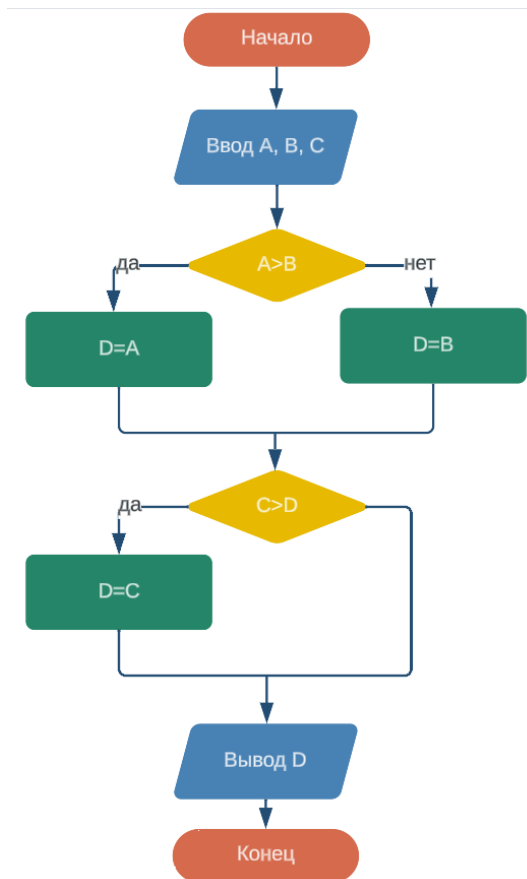 Начало
Ввод A, B, C
A>B
да
нет
D=A
D=B
C>D
да
D=C
Вывод D
Конец